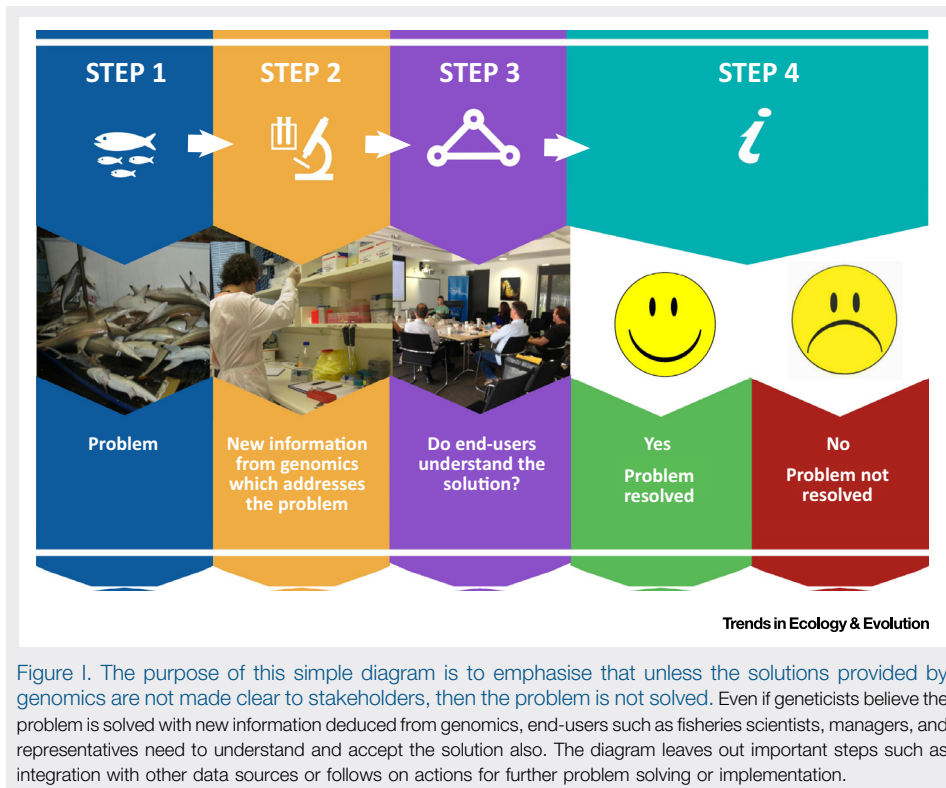 STEP 1
STEP 2
STEP 3
STEP 4
i
Problem
New information
from genomics
which addresses
the problem
Do end-users
understand the
solution?
Yes
Problem
resolved
No
Problem not
resolved
Trends in Ecology & Evolution
Figure I. The purpose of this simple diagram is to emphasise that unless the solutions provided by
genomics are not made clear to stakeholders, then the problem is not solved. Even if geneticists believe the
problem is solved with new information deduced from genomics, end-users such as fisheries scientists, managers, and
representatives need to understand and accept the solution also. The diagram leaves out important steps such as
integration with other data sources or follows on actions for further problem solving or implementation.